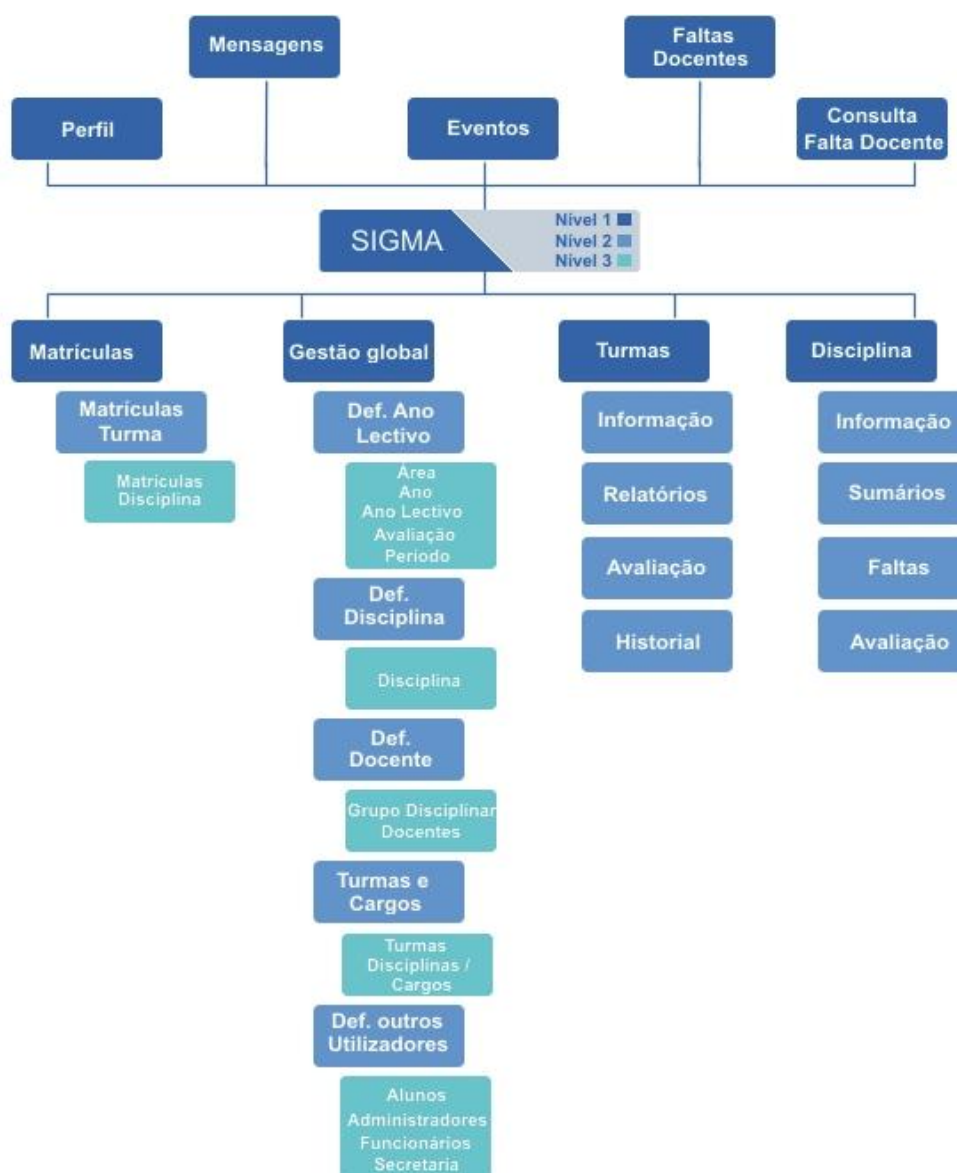 Mensagens
Faltas
Docentes
Perfil
Eventos
Consulta
Falta Docente
SIGMA
Nível 1
Nível 2
Nível 3
Matrículas
Gestão global
Turmas
Disciplina
Matrículas
Turma
Matrículas
Disciplina
Def. Ano
Lectivo
Área
Ano
Ano Lectivo
Avaliação
Período
Def.
Disciplina
Disciplina
Def.
Docente
Grupo Disciplinar
Docentes
Turmas e
Cargos
Turmas
Disciplinas /
Cargos
Def. outros
Utilizadores
Alunos
Administradores
Funcionários
Secretaria
Informação
Relatórios
Avaliação
Historial
Informação
Sumários
Faltas
Avaliação